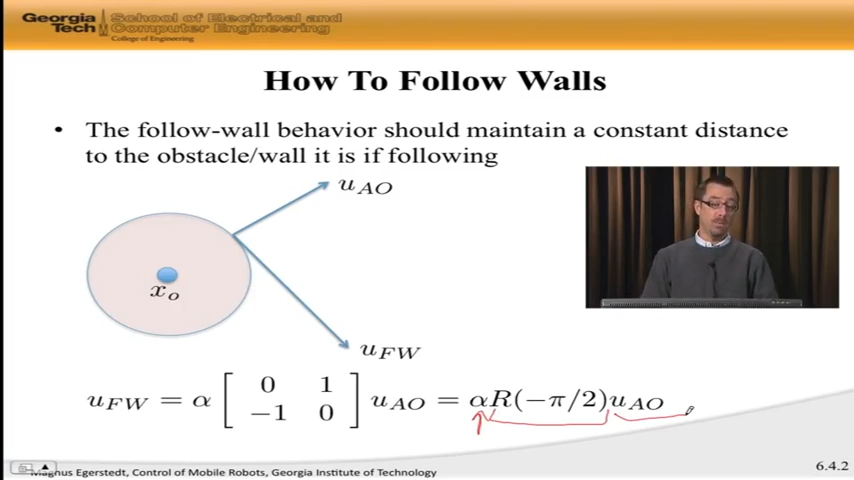 Georgia Tech
School of Electrical and Computer Engineering
College of Engineering
How To Follow Walls
• The follow-wall behavior should maintain a constant distance
to the obstacle/wall it is if following
u_AO
x_o
u_FW
u_FW = α [ 0 1 ; −1 0 ] u_AO = αR(−π/2)u_AO
6.4.2
Magnus Egerstedt, Control of Mobile Robots, Georgia Institute of Technology